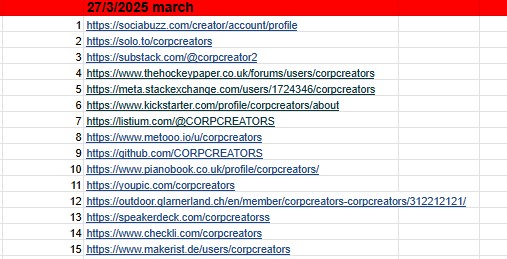 27/3/2025 march
1 https://sociabuzz.com/creator/account/profile
2 https://solo.to/corpcreators
3 https://substack.com/@corpcreator2
4 https://www.thehockeypaper.co.uk/forums/users/corpcreators
5 https://meta.stackexchange.com/users/1724346/corpcreators
6 https://www.kickstarter.com/profile/corpcreators/about
7 https://listium.com/@CORPCREATORS
8 https://www.metooo.io/u/corpcreators
9 https://github.com/CORPCREATORS
10 https://www.pianobook.co.uk/profile/corpcreators/
11 https://youpic.com/corpcreators
12 https://outdoor.glarnerland.ch/en/member/corpcreators-corpcreators/312212121/
13 https://speakerdeck.com/corpcreatorss
14 https://www.checkli.com/corpcreators
15 https://www.makerist.de/users/corpcreators